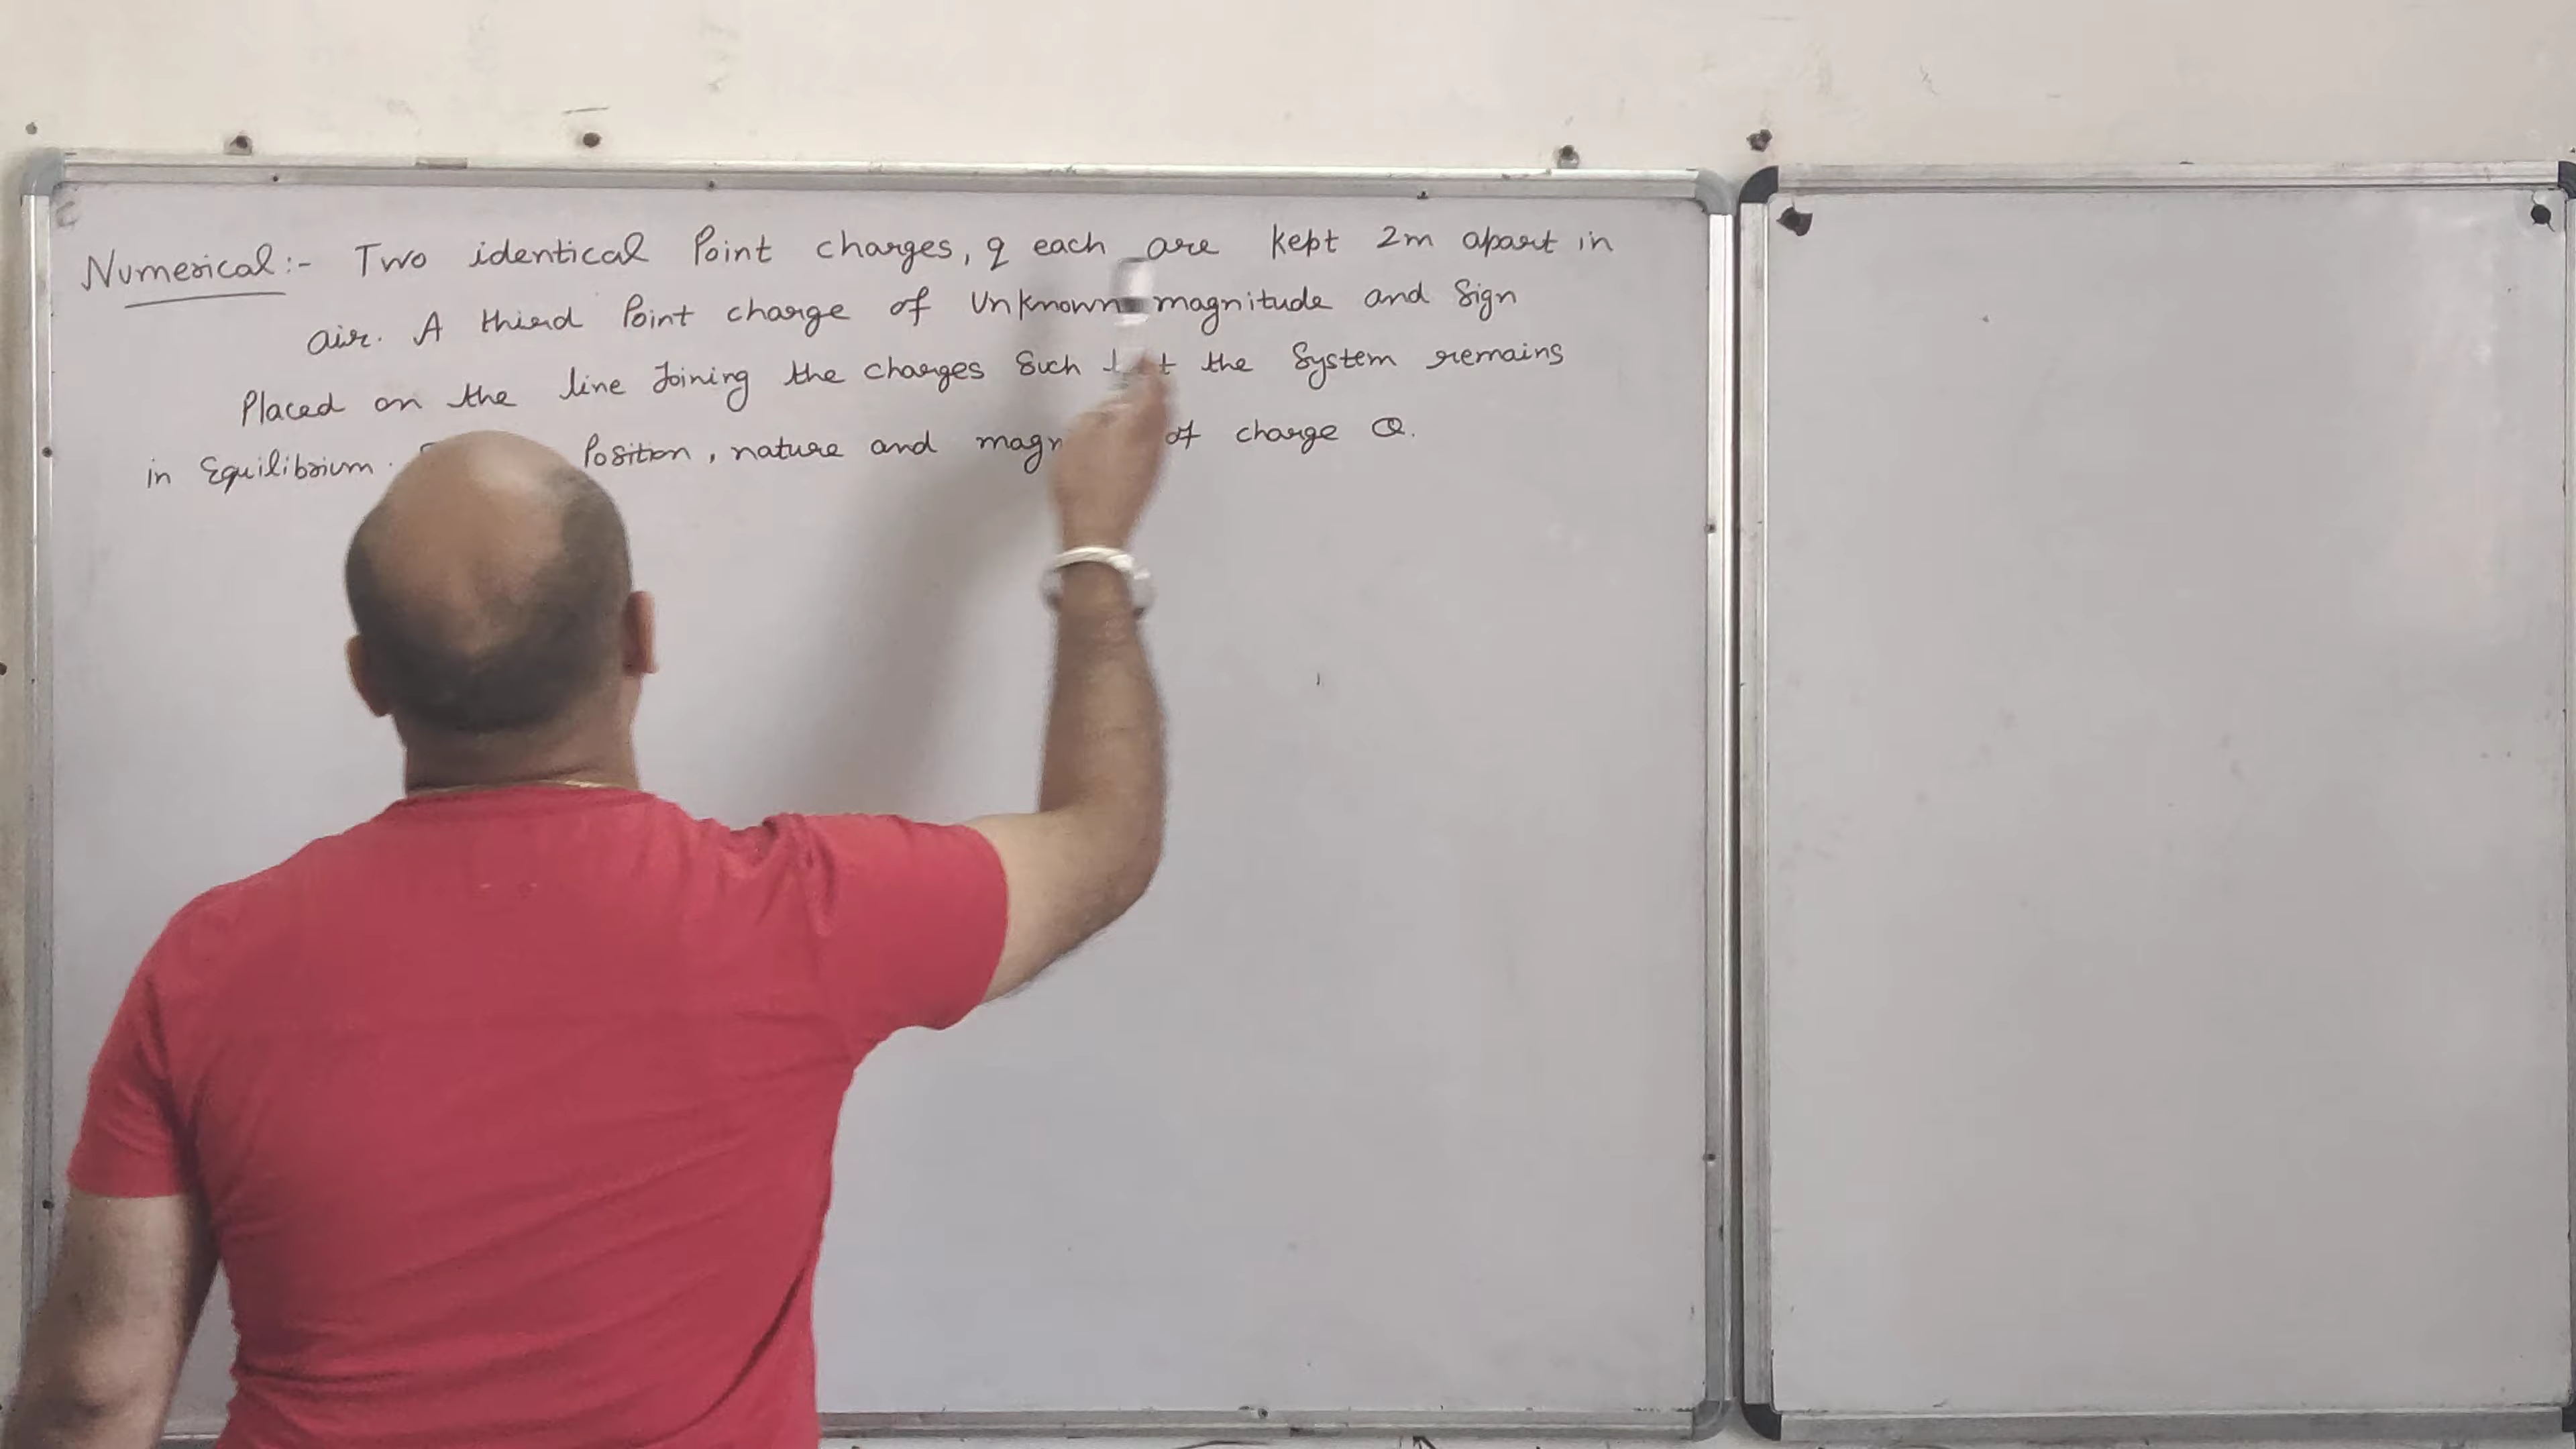 Numerical:- Two identical Point charges, q each are kept 2m apart in
air. A third Point charge of Unknown magnitude and Sign
Placed on the line Joining the charges Such the System remains
in Equilibrium. Position, nature and of charge Q.